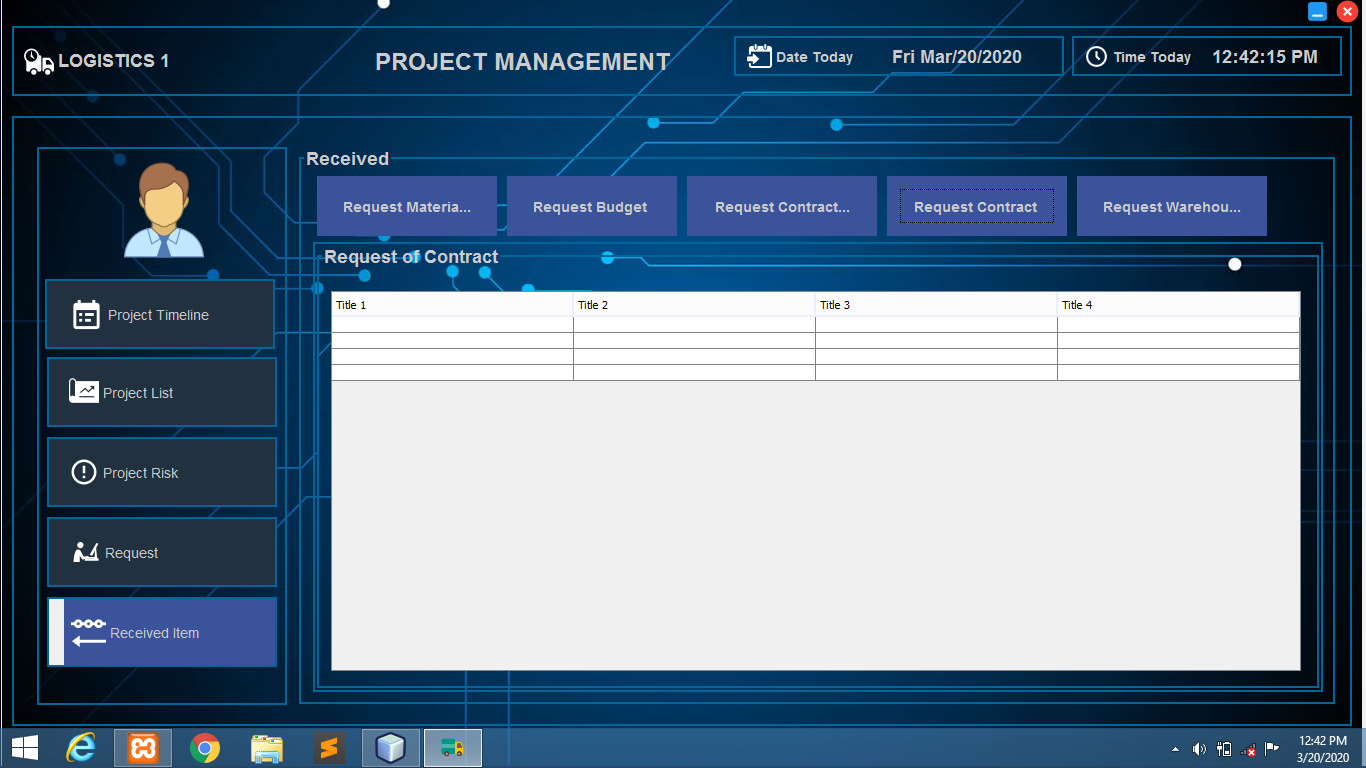 LOGISTICS 1
PROJECT MANAGEMENT
Date Today
Fri Mar/20/2020
Time Today
12:42:15 PM
Project Timeline
Project List
Project Risk
Request
Received Item
Received
Request Materia...
Request Budget
Request Contract...
Request Contract
Request Warehou...
Request of Contract
Title 1
Title 2
Title 3
Title 4
12:42 PM
3/20/2020